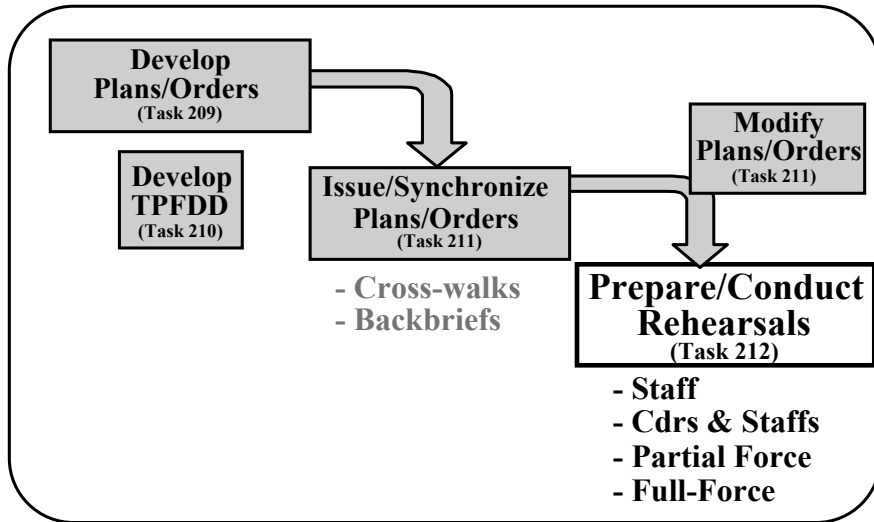 Develop
Plans/Orders
(Task 209)
Develop
TPFDD
(Task 210)
Issue/Synchronize
Plans/Orders
(Task 211)
- Cross-walks
- Backbriefs
Modify
Plans/Orders
(Task 211)
Prepare/Conduct
Rehearsals
(Task 212)
- Staff
- Cdrs & Staffs
- Partial Force
- Full-Force